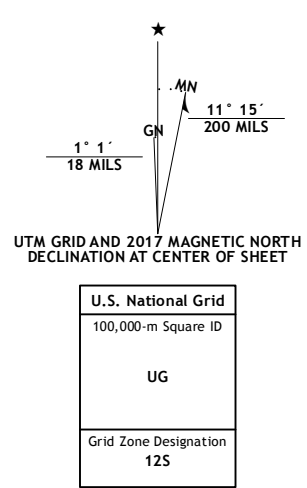 ★
MN
11° 15´
200 MILS
GN
1° 1´
18 MILS
UTM GRID AND 2017 MAGNETIC NORTH
DECLINATION AT CENTER OF SHEET
U.S. National Grid
100,000-m Square ID
UG
Grid Zone Designation
12S